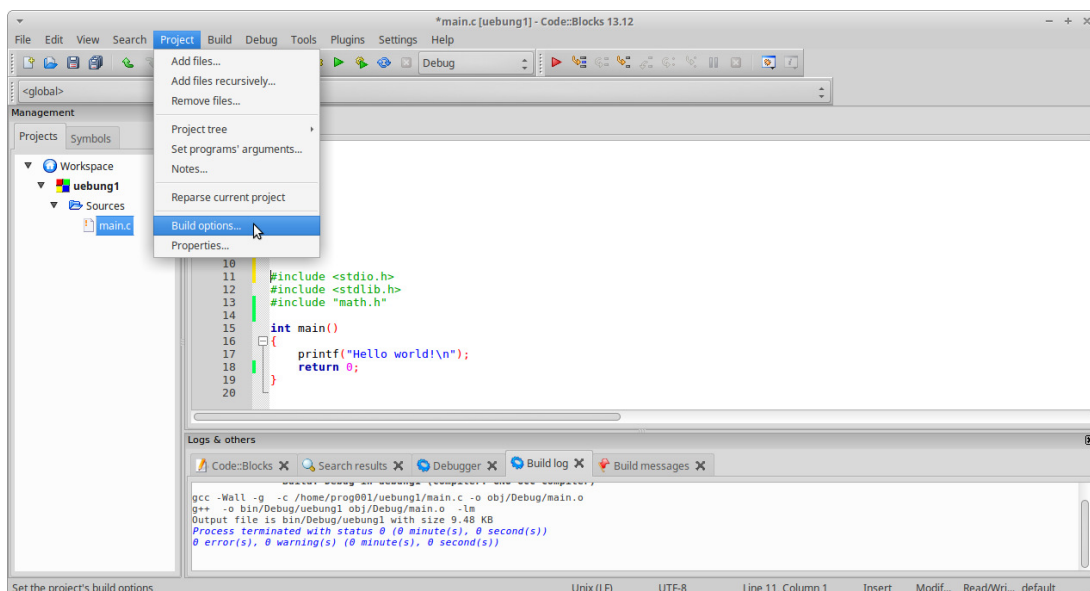 *main.c [uebung1] - Code::Blocks 13.12
File Edit View Search Project Build Debug Tools Plugins Settings Help
Debug
<global>
Add files...
Add files recursively...
Remove files...
Project tree
Set programs' arguments...
Notes...
Reparse current project
Build options...
Properties...
Management
Projects Symbols
Workspace
uebung1
Sources
main.c
10
11 #include <stdio.h>
12 #include <stdlib.h>
13 #include "math.h"
14
15 int main()
16 {
17 printf("Hello world!\n");
18 return 0;
19 }
20
Logs & others
Code::Blocks Search results Debugger Build log Build messages
gcc -Wall -g -c /home/prog001/uebung1/main.c -o obj/Debug/main.o
g++ -o bin/Debug/uebung1 obj/Debug/main.o -lm
Output file is bin/Debug/uebung1 with size 9.48 KB
Process terminated with status 0 (0 minute(s), 0 second(s))
0 error(s), 0 warning(s) (0 minute(s), 0 second(s))
Set the project's build options Unix (LF) UTF-8 Line 11, Column 1 Insert Modif... Read/Wri... default